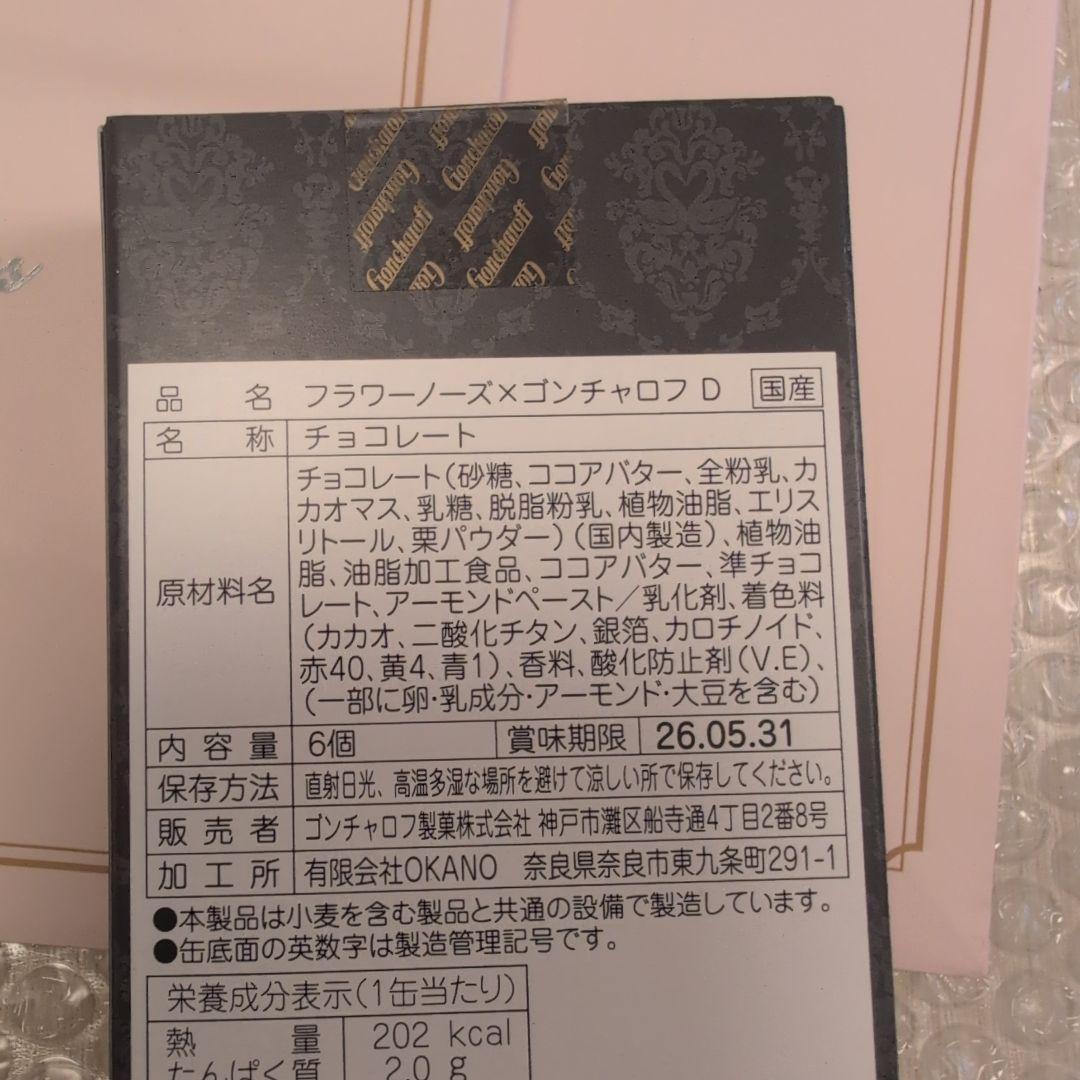 Goncharoff
品名 フラワーノーズ×ゴンチャロフ D 国産
名称 チョコレート
原材料名
チョコレート(砂糖、ココアバター、全粉乳、カ
カオマス、乳糖、脱脂粉乳、植物油脂、エリス
リトール、栗パウダー)(国内製造)、植物油
脂、油脂加工食品、ココアバター、準チョコ
レート、アーモンドペースト/乳化剤、着色料
(カカオ、二酸化チタン、銀箔、カロチノイド、
赤40、黄4、青1)、香料、酸化防止剤(V.E)、
(一部に卵・乳成分・アーモンド・大豆を含む)
内容量 6個 賞味期限 26.05.31
保存方法 直射日光、高温多湿な場所を避けて涼しい所で保存してください。
販売者 ゴンチャロフ製菓株式会社 神戸市灘区船寺通4丁目2番8号
加工所 有限会社OKANO 奈良県奈良市東九条町291-1
●本製品は小麦を含む製品と共通の設備で製造しています。
●缶底面の英数字は製造管理記号です。
栄養成分表示(1缶当たり)
熱量 202 kcal
たんぱく質 2.0 g